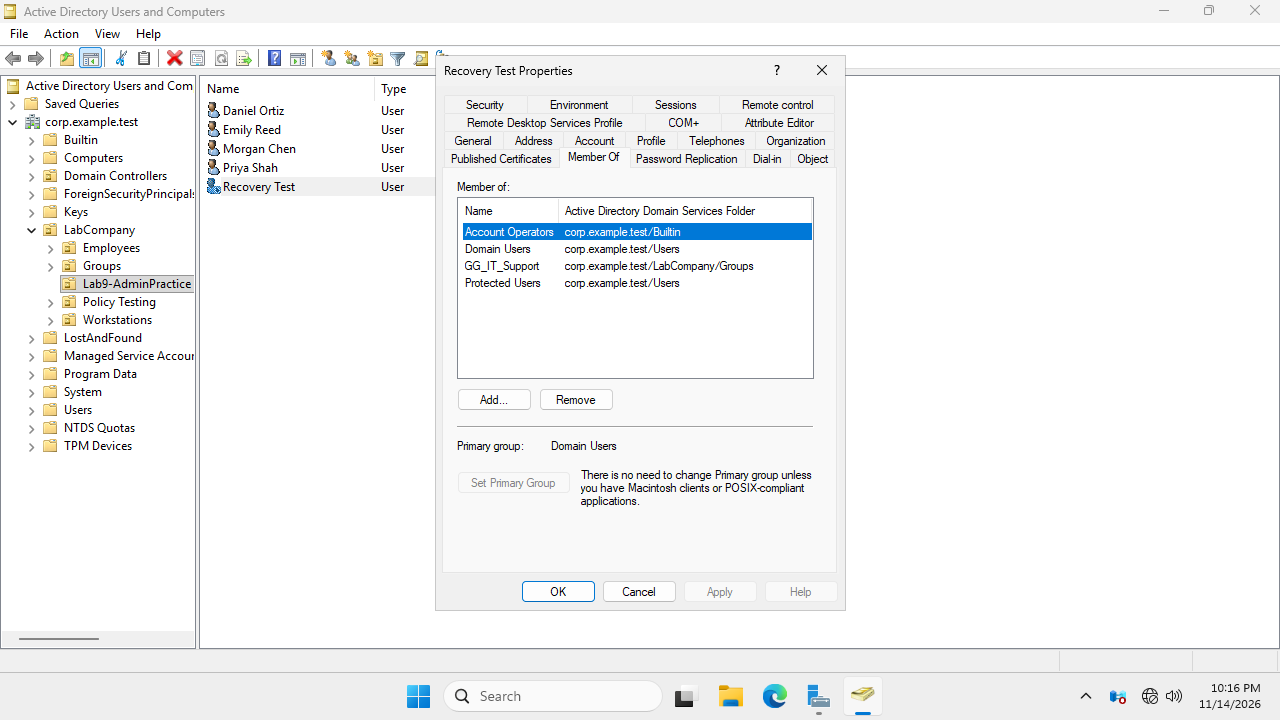 Active Directory Users and Computers
File Action View Help
Active Directory Users and Com
Saved Queries
corp.example.test
Builtin
Computers
Domain Controllers
ForeignSecurityPrincipals
Keys
LabCompany
Employees
Groups
Lab9-AdminPractice
Policy Testing
Workstations
LostAndFound
Managed Service Accour
Program Data
System
Users
NTDS Quotas
TPM Devices
Name Type
Daniel Ortiz User
Emily Reed User
Morgan Chen User
Priya Shah User
Recovery Test User
Recovery Test Properties
?
Security Environment Sessions Remote control
Remote Desktop Services Profile COM+ Attribute Editor
General Address Account Profile Telephones Organization
Published Certificates Member Of Password Replication Dial-in Object
Member of:
Name Active Directory Domain Services Folder
Account Operators corp.example.test/Builtin
Domain Users corp.example.test/Users
GG_IT_Support corp.example.test/LabCompany/Groups
Protected Users corp.example.test/Users
Add... Remove
Primary group: Domain Users
Set Primary Group
There is no need to change Primary group unless
you have Macintosh clients or POSIX-compliant
applications.
OK Cancel Apply Help
Search
10:16 PM
11/14/2026